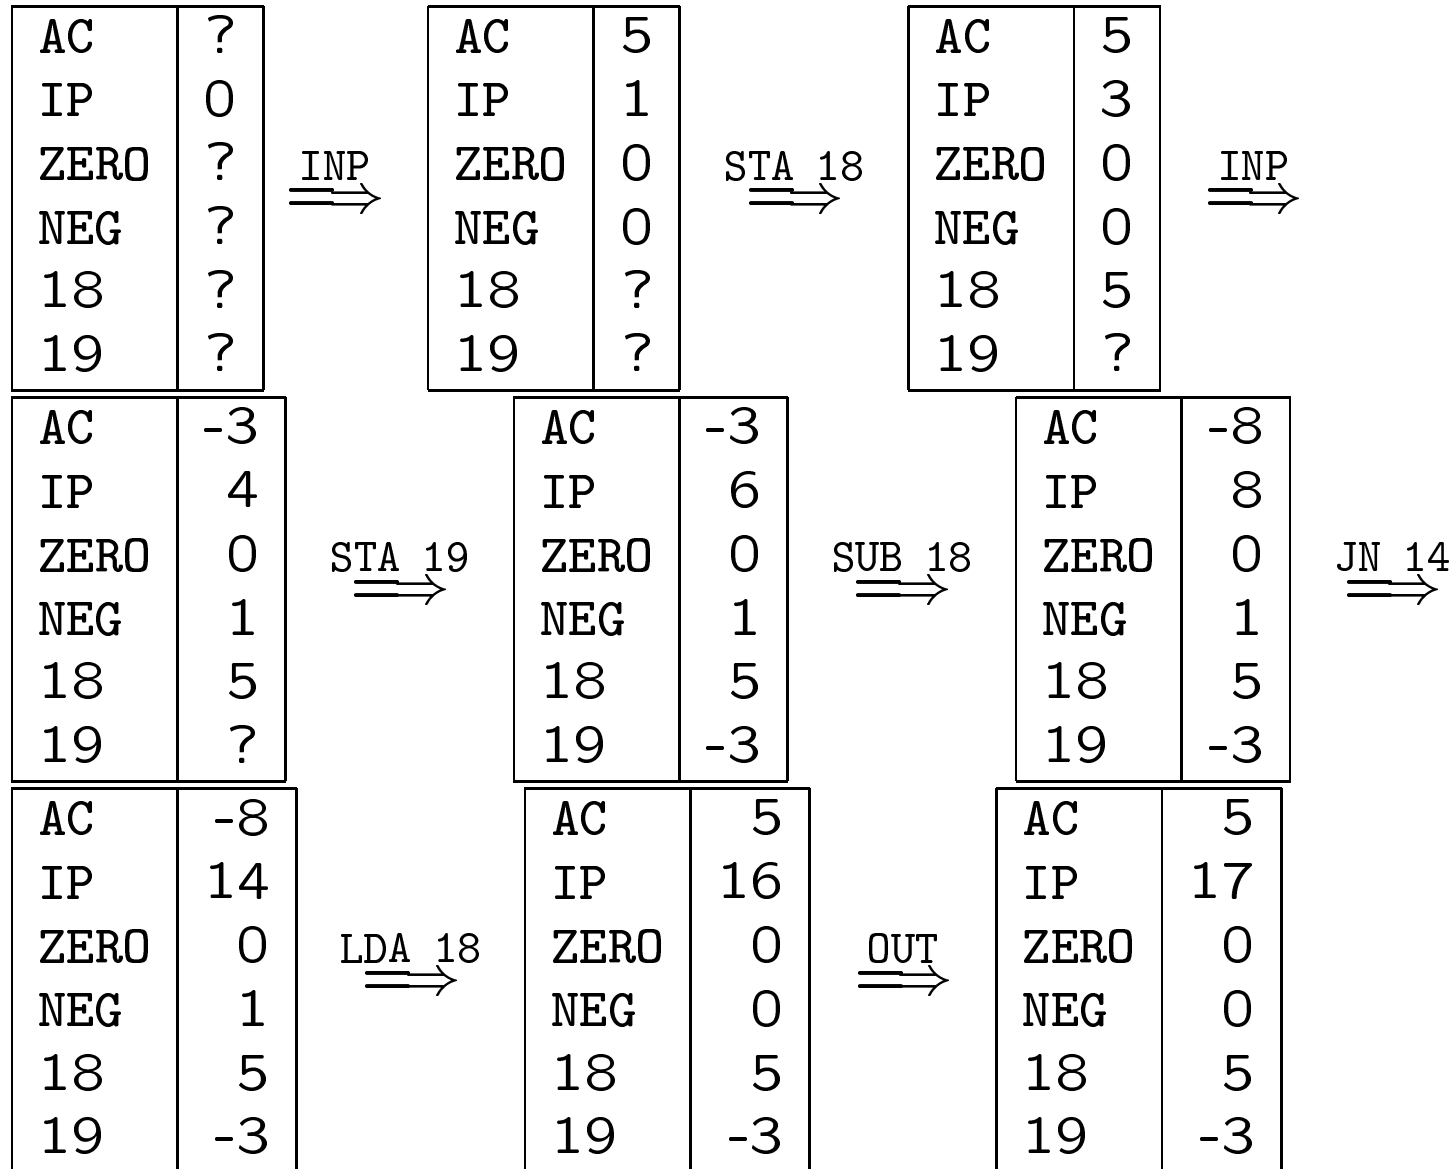 AC ? AC 5 AC 5
IP 0 IP 1 IP 3
ZERO ? INP ZERO 0 STA 18 ZERO 0 INP
NEG ? NEG 0 NEG 0
18 ? 18 ? 18 5
19 ? 19 ? 19 ?
AC -3 AC -3 AC -8
IP 4 IP 6 IP 8
ZERO 0 STA 19 ZERO 0 SUB 18 ZERO 0 JN 14
NEG 1 NEG 1 NEG 1
18 5 18 5 18 5
19 ? 19 -3 19 -3
AC -8 AC 5 AC 5
IP 14 IP 16 IP 17
ZERO 0 LDA 18 ZERO 0 OUT ZERO 0
NEG 1 NEG 0 NEG 0
18 5 18 5 18 5
19 -3 19 -3 19 -3